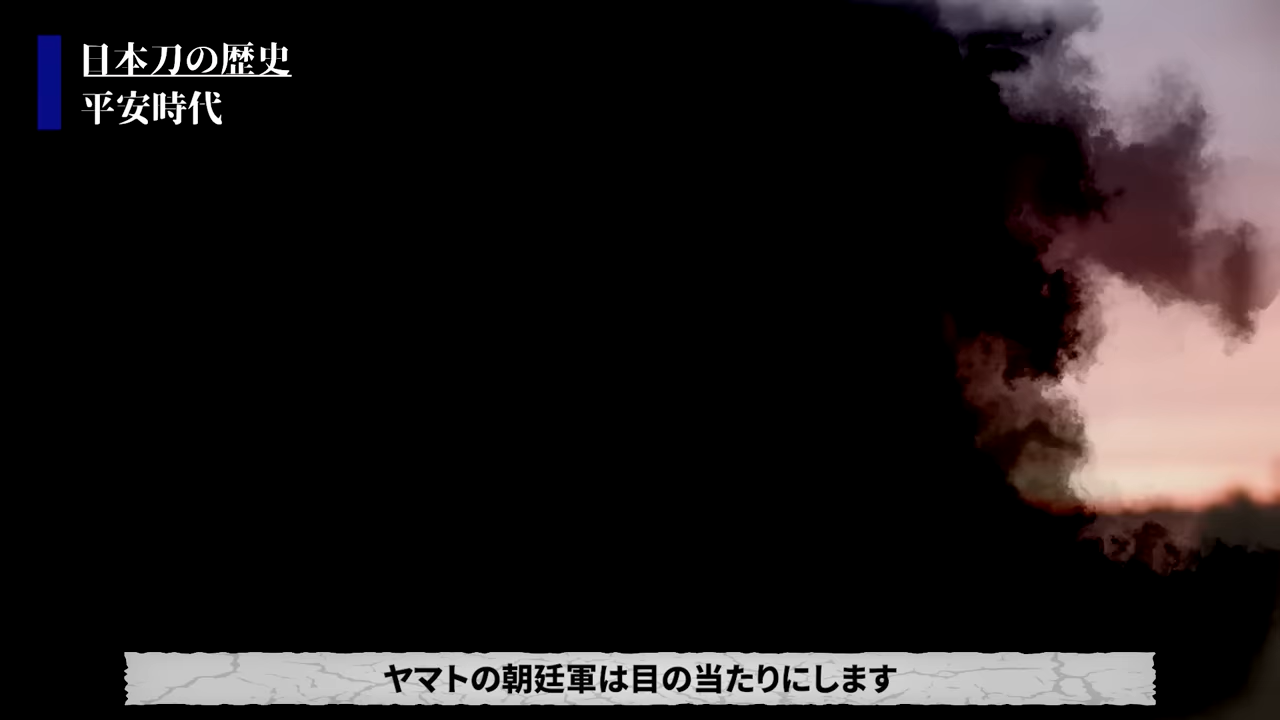 日本刀の歴史
平安時代
ヤマトの朝廷軍は目の当たりにします